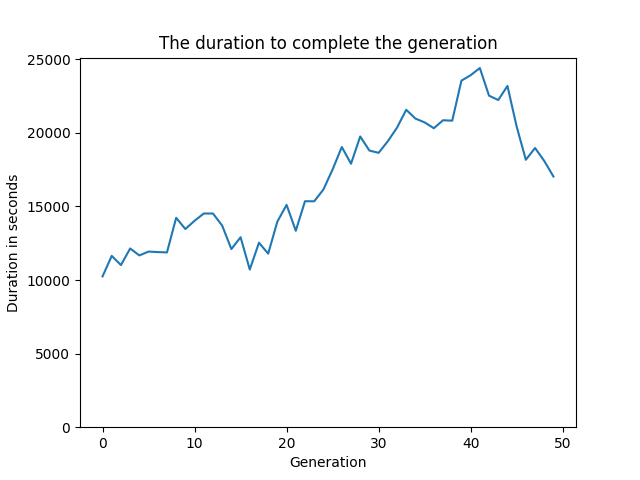 The duration to complete the generation
25000
20000
15000
10000
5000
0
Duration in seconds
0 10 20 30 40 50
Generation